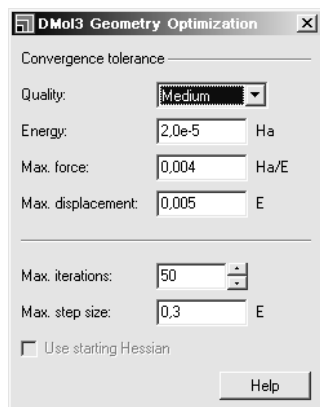 DMol3 Geometry Optimization
Convergence tolerance
Quality: Medium
Energy: 2,0e-5 Ha
Max. force: 0,004 Ha/E
Max. displacement: 0,005 E
Max. iterations: 50
Max. step size: 0,3 E
Use starting Hessian
Help